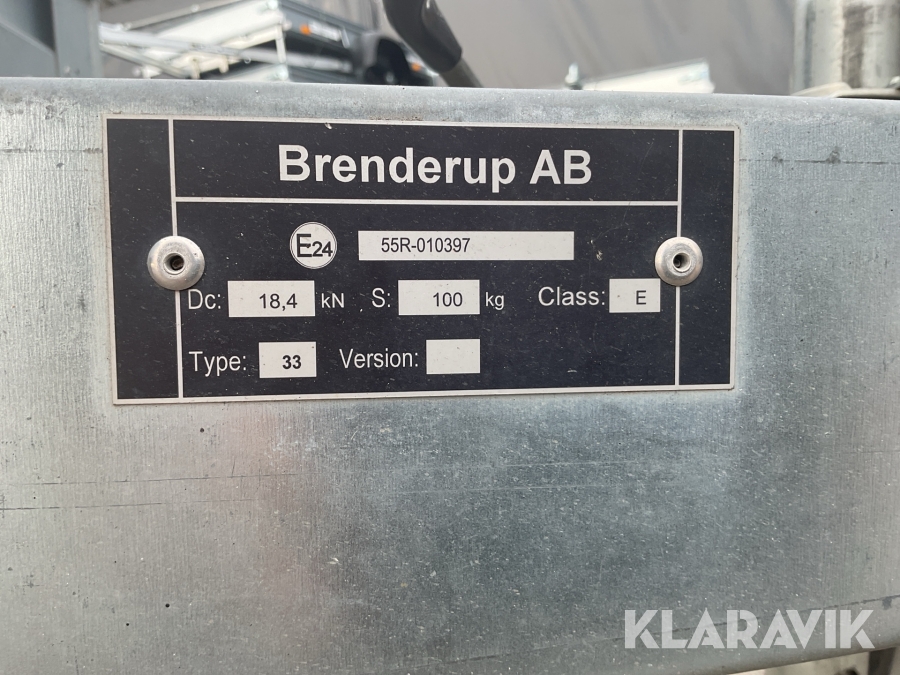 Brenderup AB
E24 55R-010397
Dc: 18,4 kN S: 100 kg Class: E
Type: 33 Version:
KLARAVIK